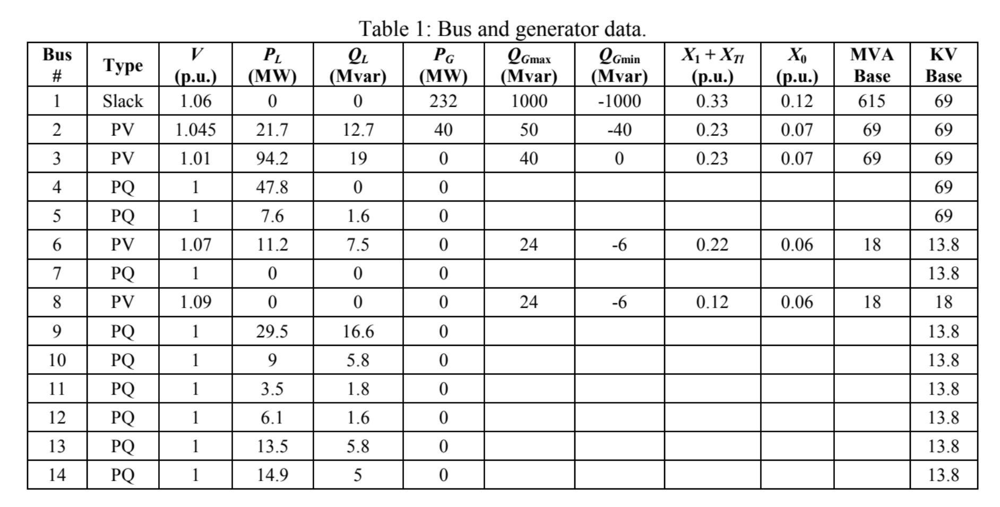 Table 1: Bus and generator data.
Bus # Type V (p.u.) P_L (MW) Q_L (Mvar) P_G (MW) Q_Gmax (Mvar) Q_Gmin (Mvar) X_1 + X_Tl (p.u.) X_0 (p.u.) MVA Base KV Base
1 Slack 1.06 0 0 232 1000 -1000 0.33 0.12 615 69
2 PV 1.045 21.7 12.7 40 50 -40 0.23 0.07 69 69
3 PV 1.01 94.2 19 0 40 0 0.23 0.07 69 69
4 PQ 1 47.8 0 0 69
5 PQ 1 7.6 1.6 0 69
6 PV 1.07 11.2 7.5 0 24 -6 0.22 0.06 18 13.8
7 PQ 1 0 0 0 13.8
8 PV 1.09 0 0 0 24 -6 0.12 0.06 18 18
9 PQ 1 29.5 16.6 0 13.8
10 PQ 1 9 5.8 0 13.8
11 PQ 1 3.5 1.8 0 13.8
12 PQ 1 6.1 1.6 0 13.8
13 PQ 1 13.5 5.8 0 13.8
14 PQ 1 14.9 5 0 13.8